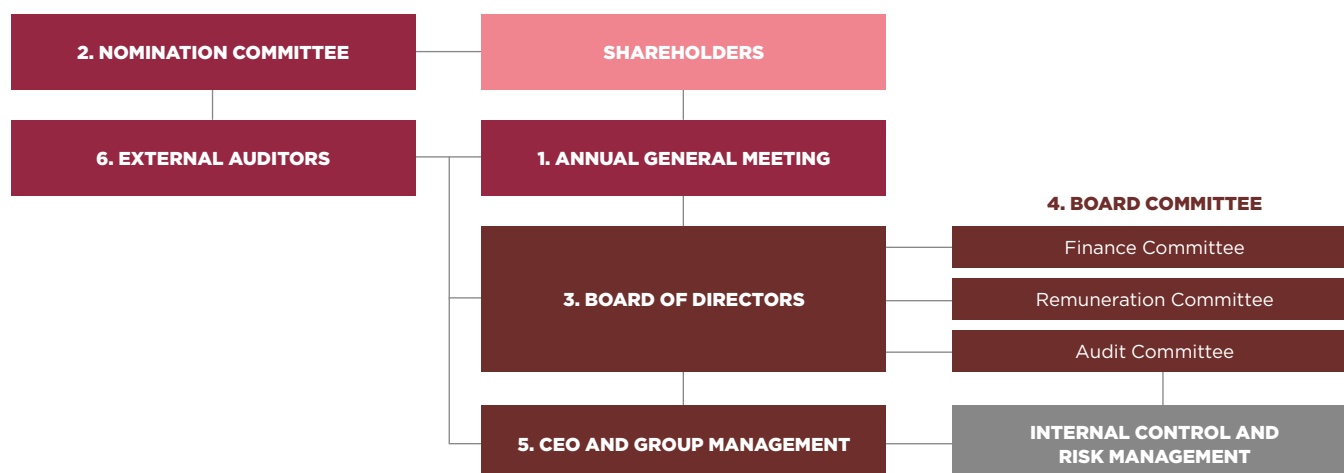 2. NOMINATION COMMITTEE
SHAREHOLDERS
6. EXTERNAL AUDITORS
1. ANNUAL GENERAL MEETING
4. BOARD COMMITTEE
Finance Committee
3. BOARD OF DIRECTORS
Remuneration Committee
Audit Committee
5. CEO AND GROUP MANAGEMENT
INTERNAL CONTROL AND
RISK MANAGEMENT